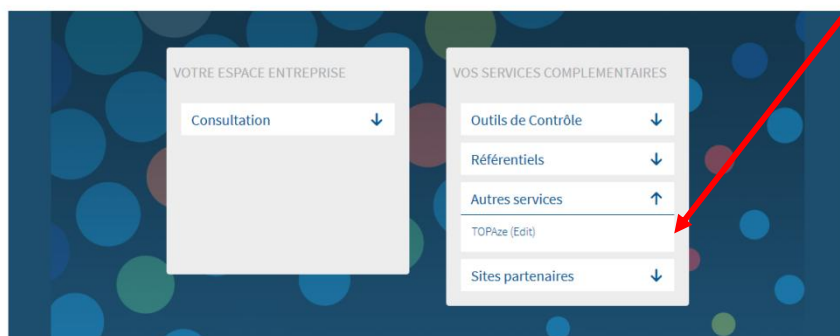 VOTRE ESPACE ENTREPRISE
Consultation
VOS SERVICES COMPLEMENTAIRES
Outils de Contrôle
Référentiels
Autres services
TOPAze (Edit)
Sites partenaires